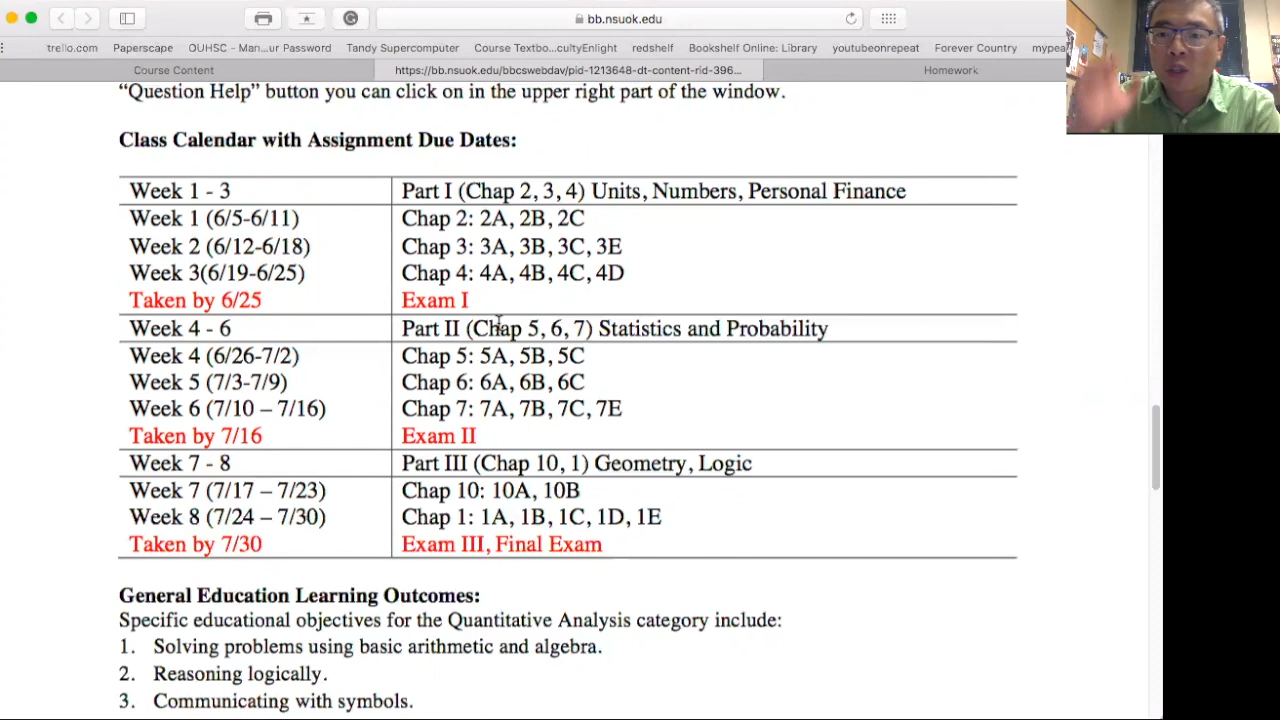 bb.nsuok.edu
trello.com Paperscape OUHSC - Man...ur Password Tandy Supercomputer Course Textbo...cultyEnlight redshelf Bookshelf Online: Library youtubeonrepeat Forever Country mypea
Course Content https://bb.nsuok.edu/bbcswebdav/pid-1213648-dt-content-rid-396... Homework
“Question Help” button you can click on in the upper right part of the window.
Class Calendar with Assignment Due Dates:
Week 1 - 3 Part I (Chap 2, 3, 4) Units, Numbers, Personal Finance
Week 1 (6/5-6/11) Chap 2: 2A, 2B, 2C
Week 2 (6/12-6/18) Chap 3: 3A, 3B, 3C, 3E
Week 3(6/19-6/25) Chap 4: 4A, 4B, 4C, 4D
Taken by 6/25 Exam I
Week 4 - 6 Part II (Chap 5, 6, 7) Statistics and Probability
Week 4 (6/26-7/2) Chap 5: 5A, 5B, 5C
Week 5 (7/3-7/9) Chap 6: 6A, 6B, 6C
Week 6 (7/10 – 7/16) Chap 7: 7A, 7B, 7C, 7E
Taken by 7/16 Exam II
Week 7 - 8 Part III (Chap 10, 1) Geometry, Logic
Week 7 (7/17 – 7/23) Chap 10: 10A, 10B
Week 8 (7/24 – 7/30) Chap 1: 1A, 1B, 1C, 1D, 1E
Taken by 7/30 Exam III, Final Exam
General Education Learning Outcomes:
Specific educational objectives for the Quantitative Analysis category include:
1. Solving problems using basic arithmetic and algebra.
2. Reasoning logically.
3. Communicating with symbols.